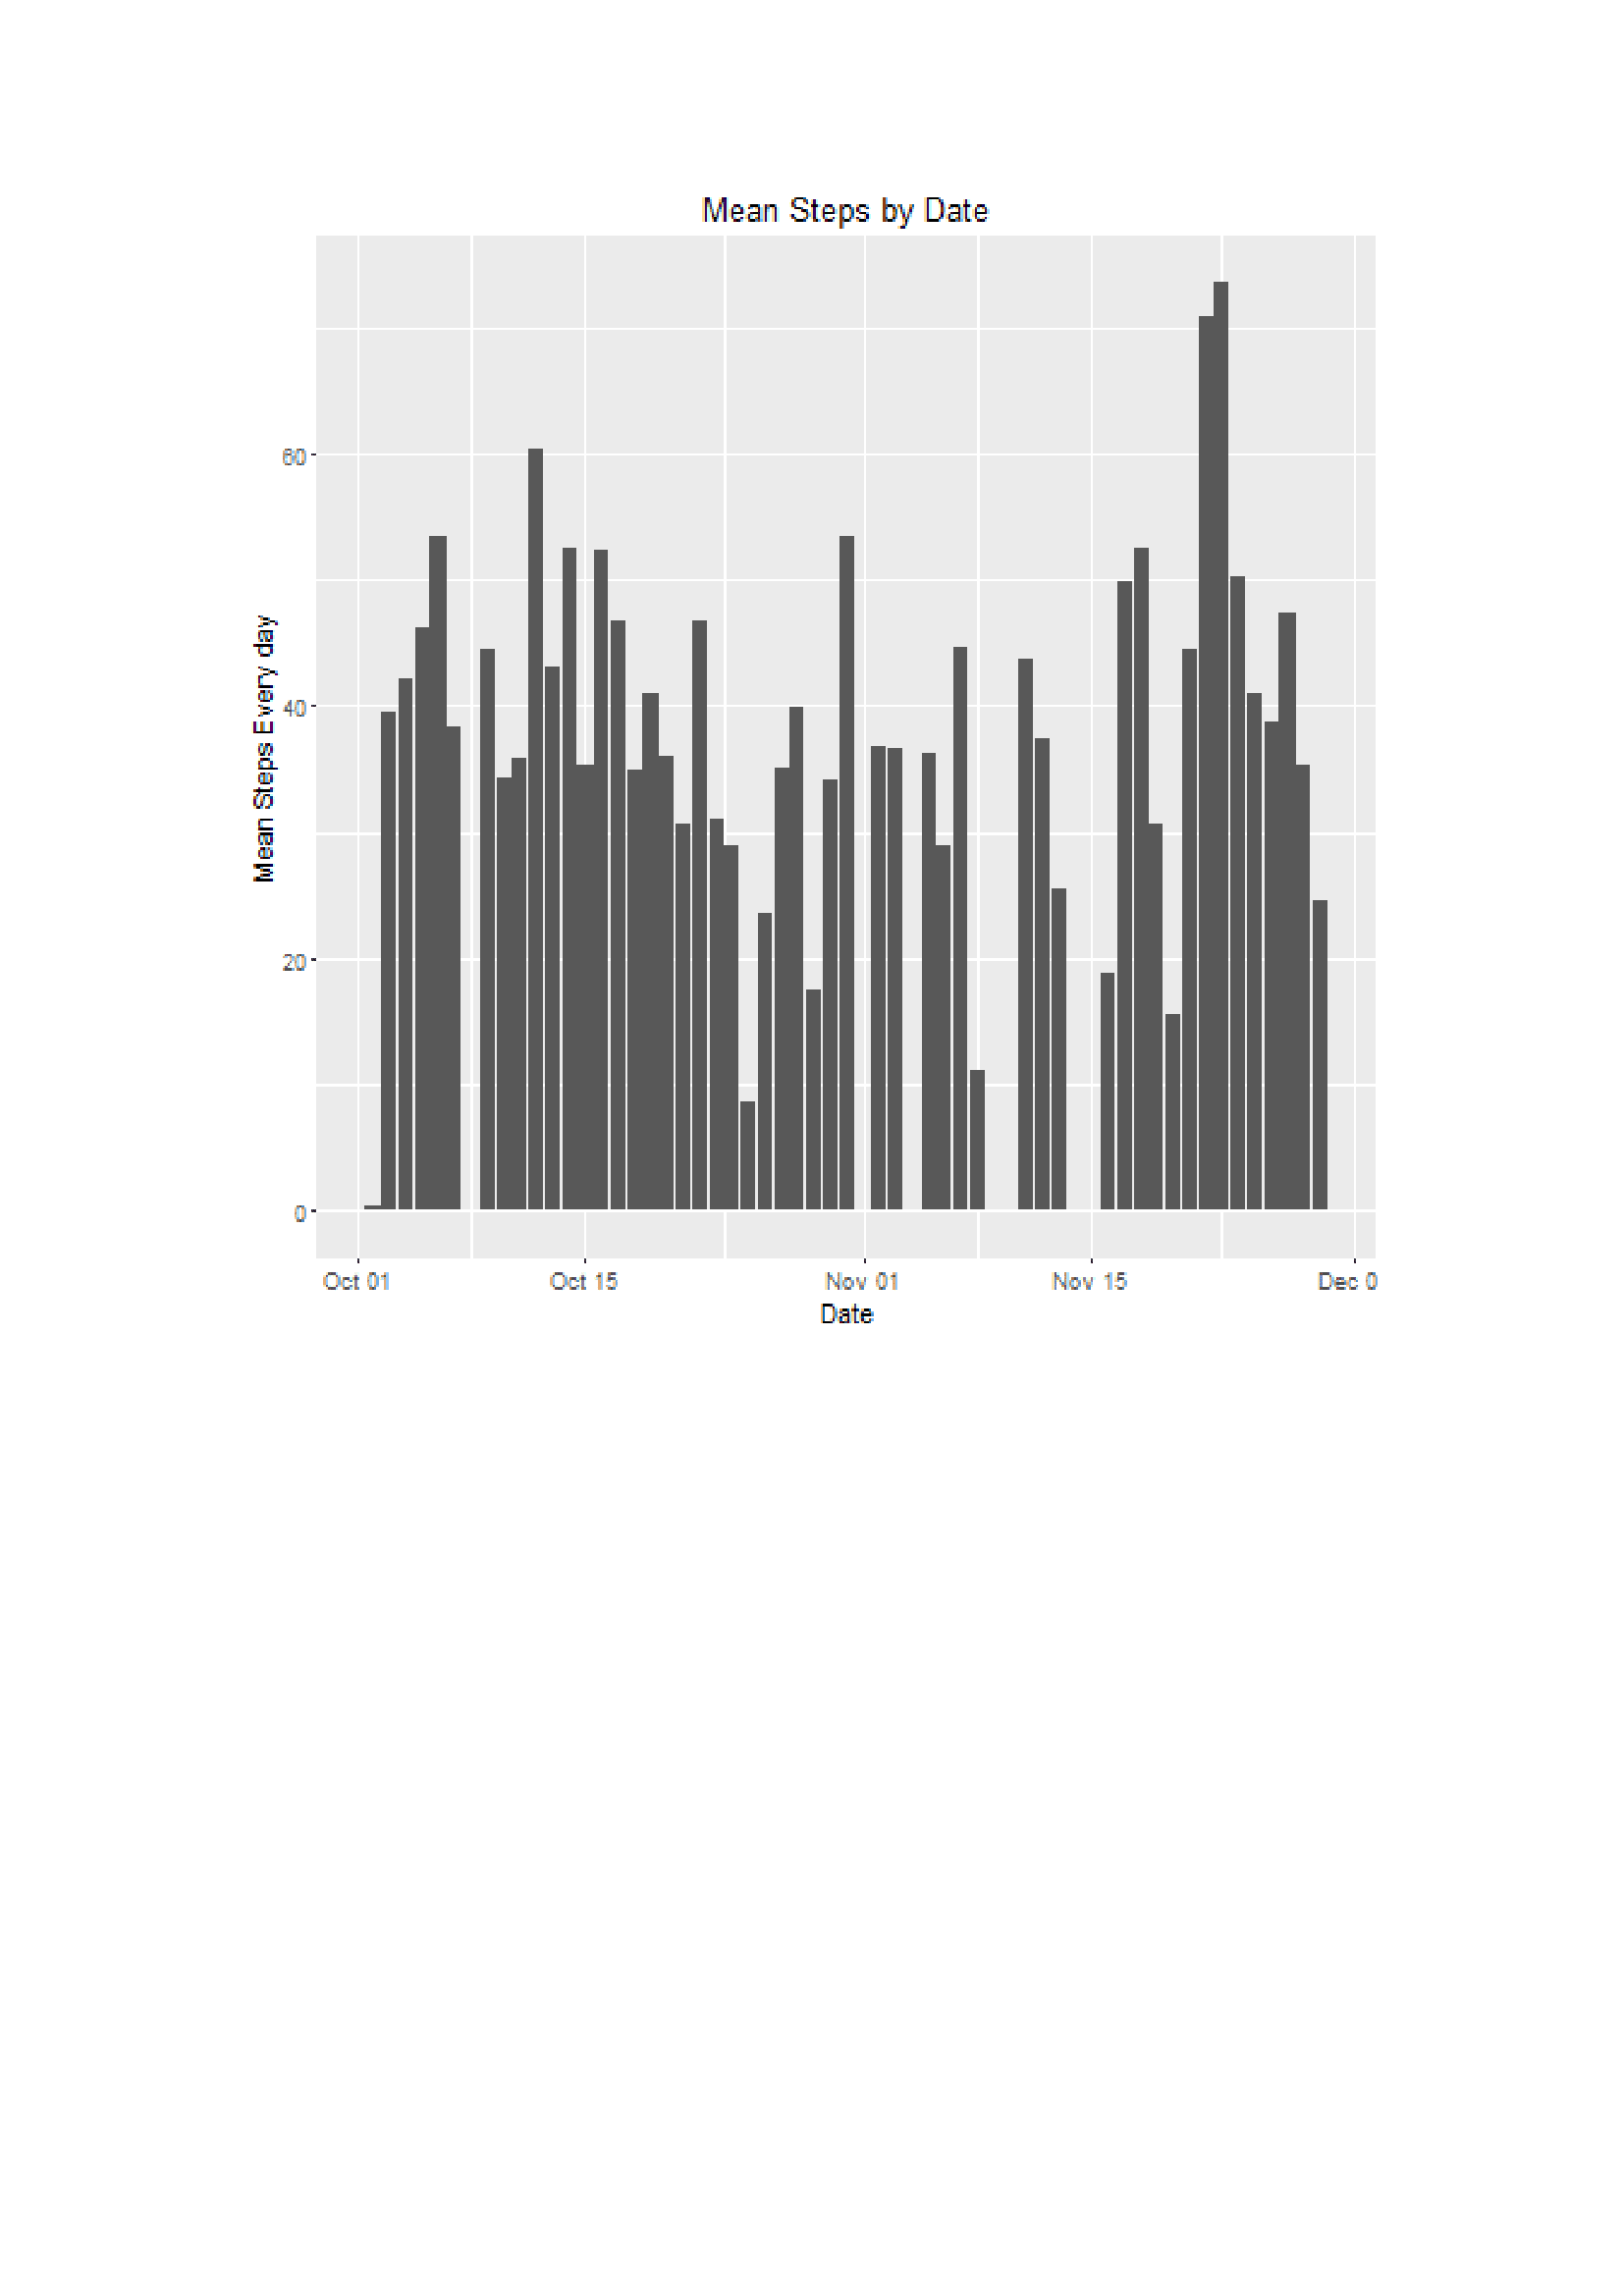 Mean Steps by Date
Mean Steps Every day
60
40
20
0
Oct 01
Oct 15
Nov 01
Nov 15
Dec 0
Date